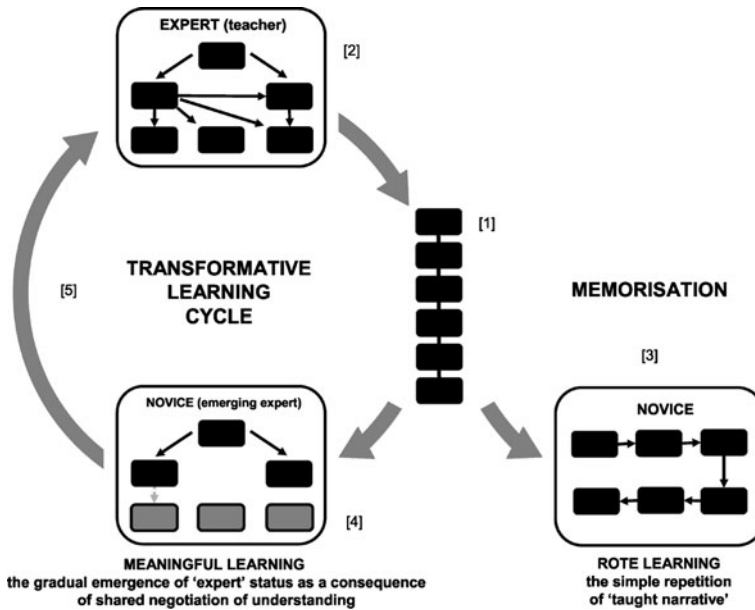 EXPERT (teacher)
[2]
[1]
TRANSFORMATIVE
LEARNING
CYCLE
[5]
MEMORISATION
[3]
NOVICE (emerging expert)
[4]
NOVICE
MEANINGFUL LEARNING
the gradual emergence of ‘expert’ status as a consequence
of shared negotiation of understanding
ROTE LEARNING
the simple repetition
of ‘taught narrative’